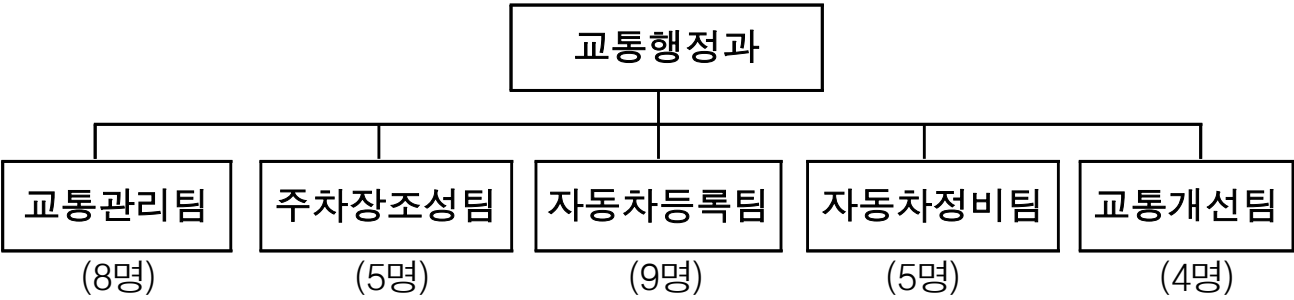 교통행정과
교통관리팀 주차장조성팀 자동차등록팀 자동차정비팀 교통개선팀
(8명) (5명) (9명) (5명) (4명)